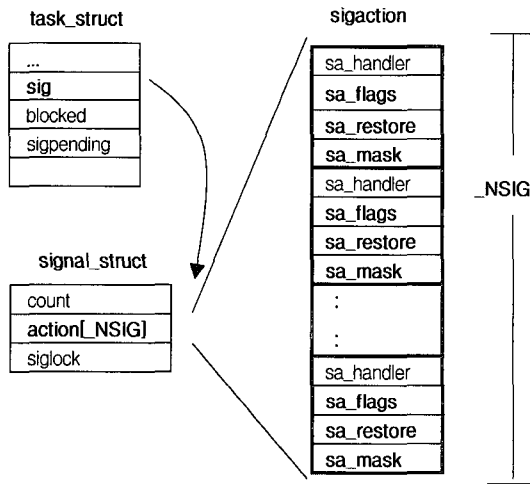 task_struct
...
sig
blocked
sigpending
signal_struct
count
action[_NSIG]
siglock
sigaction
sa_handler
sa_flags
sa_restore
sa_mask
sa_handler
sa_flags
sa_restore
sa_mask
:
:
sa_handler
sa_flags
sa_restore
sa_mask
_NSIG